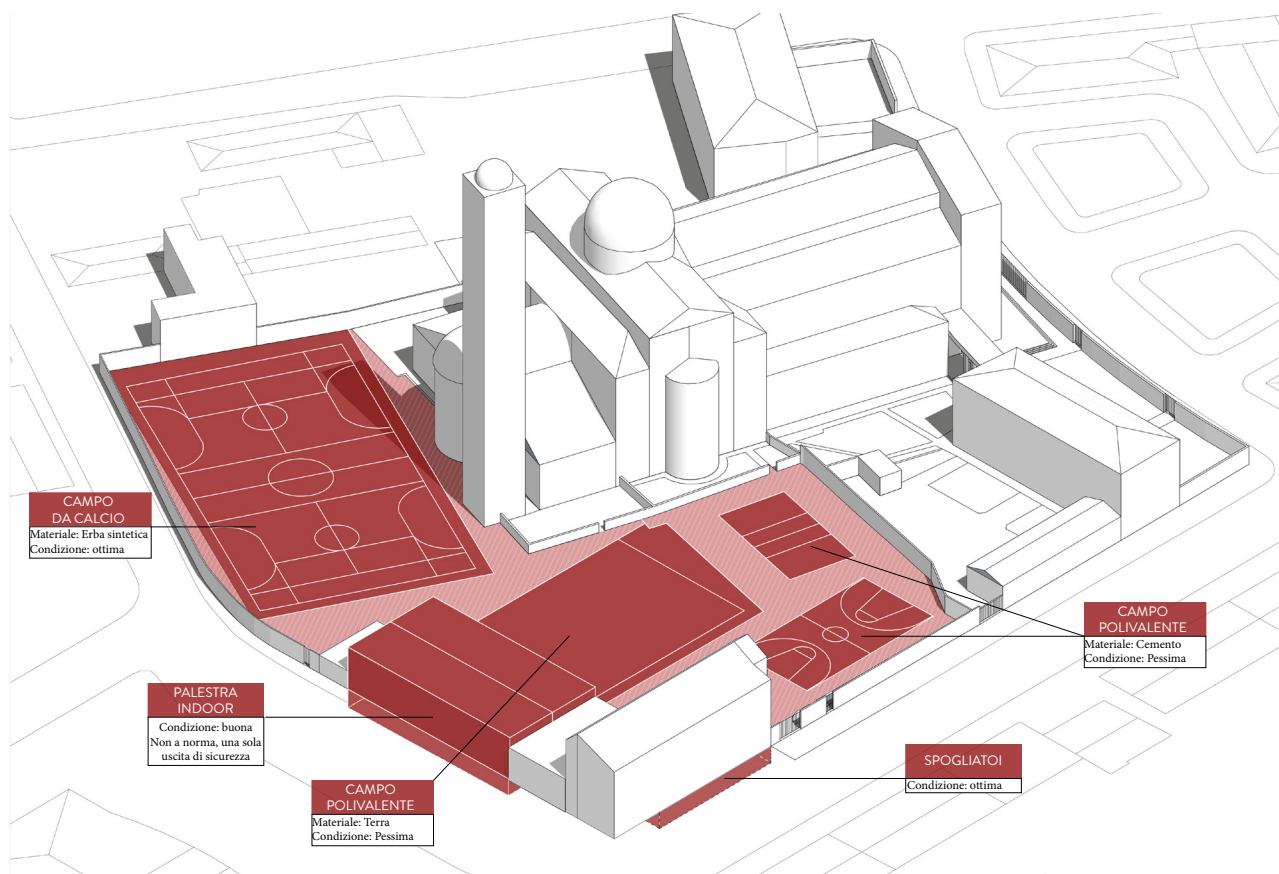 CAMPO
DA CALCIO
Materiale: Erba sintetica
Condizione: ottima
PALESTRA
INDOOR
Condizione: buona
Non a norma, una sola
uscita di sicurezza
CAMPO
POLIVALENTE
Materiale: Terra
Condizione: Pessima
CAMPO
POLIVALENTE
Materiale: Cemento
Condizione: Pessima
SPOGLIATOI
Condizione: ottima